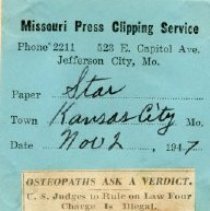 Missouri Press Clipping Service
Phone 2211 523 E. Capitol Ave.
Jefferson City, Mo.
Paper Star
Town Kansas City Mo.
Date Nov 2, 1947
OSTEOPATHS ASK A VERDICT.
U. S. Judges to Rule on Law Four
Charge Is Illegal.